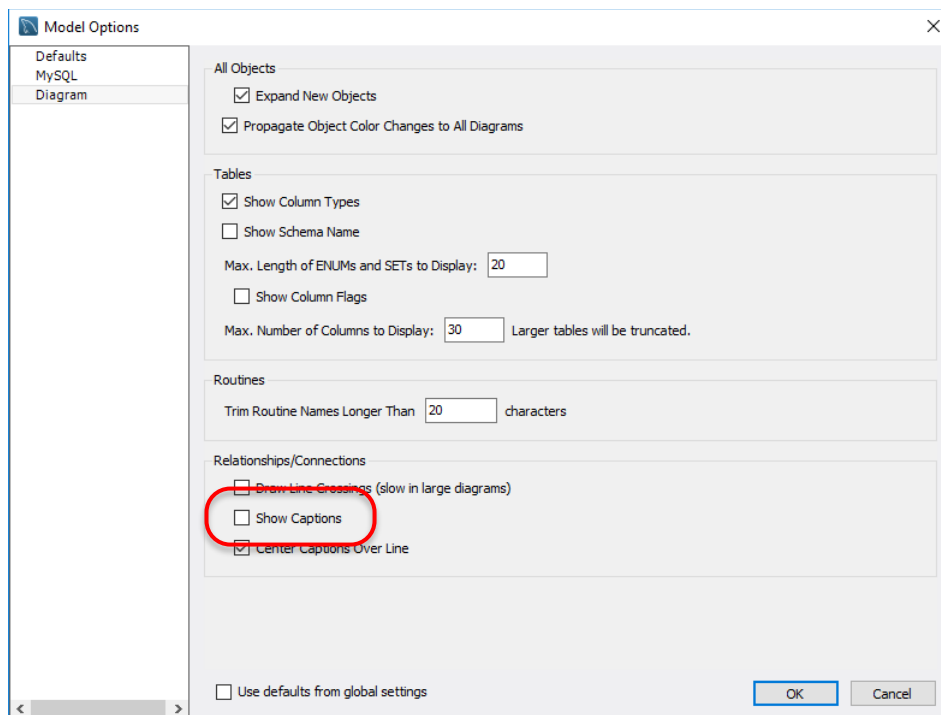 Model Options
Defaults
MySQL
Diagram
All Objects
Expand New Objects
Propagate Object Color Changes to All Diagrams
Tables
Show Column Types
Show Schema Name
Max. Length of ENUMs and SETs to Display: 20
Show Column Flags
Max. Number of Columns to Display: 30 Larger tables will be truncated.
Routines
Trim Routine Names Longer Than 20 characters
Relationships/Connections
Draw Line Crossings (slow in large diagrams)
Show Captions
Center Captions Over Line
Use defaults from global settings
OK Cancel